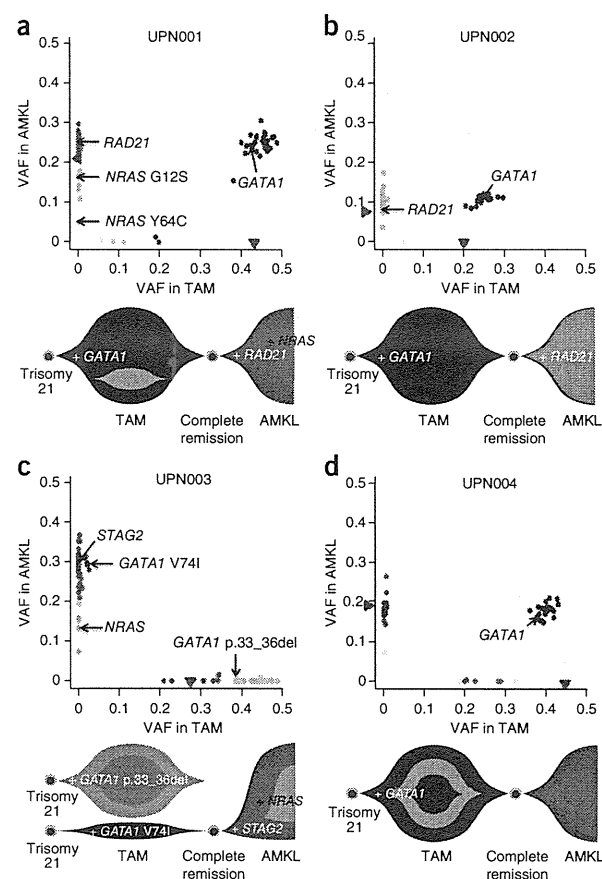 a
UPN001
VAF in AMKL
0.5
0.4
0.3
0.2
0.1
0
RAD21
NRAS G12S
NRAS Y64C
GATA1
0 0.1 0.2 0.3 0.4 0.5
VAF in TAM
+ GATA1
+ NRAS
+ RAD21
Trisomy
21
TAM
Complete
remission
AMKL
b
UPN002
VAF in AMKL
0.5
0.4
0.3
0.2
0.1
0
GATA1
RAD21
0 0.1 0.2 0.3 0.4 0.5
VAF in TAM
+ GATA1
+ RAD21
Trisomy
21
TAM
Complete
remission
AMKL
c
UPN003
VAF in AMKL
0.5
0.4
0.3
0.2
0.1
0
STAG2
GATA1 V74I
NRAS
GATA1 p.33_36del
0 0.1 0.2 0.3 0.4 0.5
VAF in TAM
+ GATA1 p.33_36del
Trisomy
21
+ NRAS
+ GATA1 V74I
+ STAG2
Trisomy
21
TAM
Complete
remission
AMKL
d
UPN004
VAF in AMKL
0.5
0.4
0.3
0.2
0.1
0
GATA1
0 0.1 0.2 0.3 0.4 0.5
VAF in TAM
+ GATA1
Trisomy
21
TAM
Complete
remission
AMKL